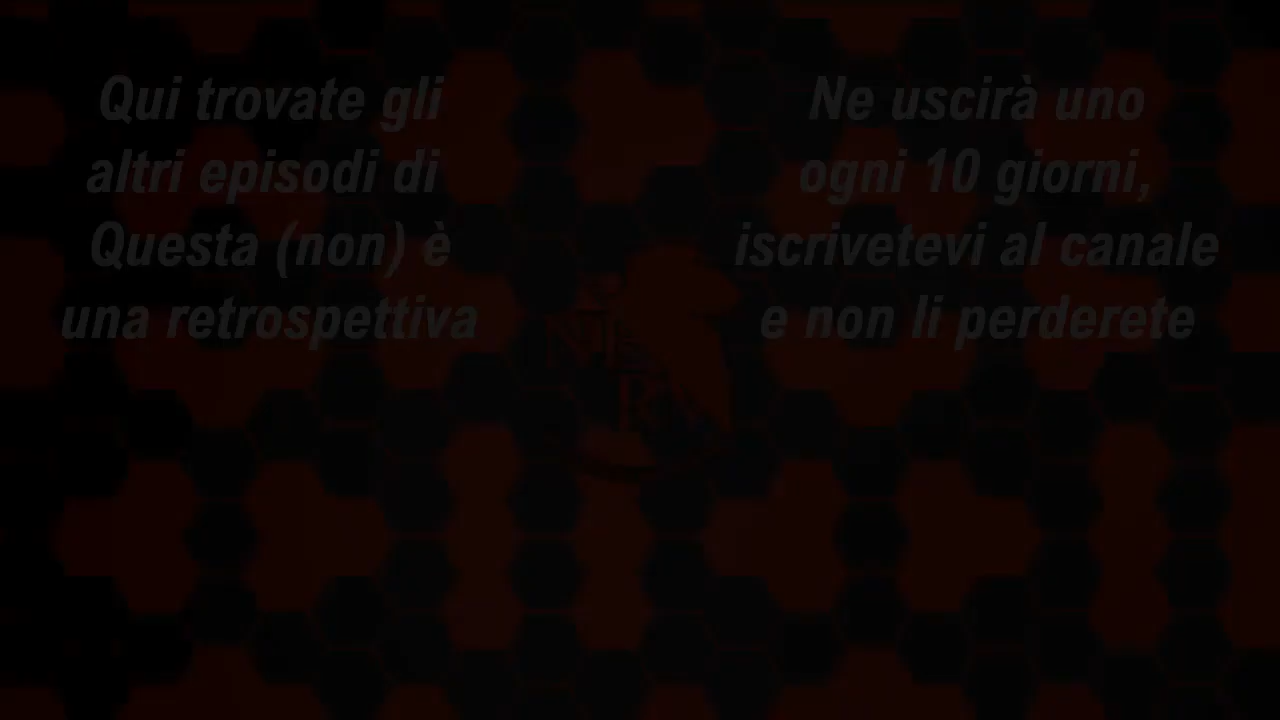 Qui trovate gli
altri episodi di
Questa (non) è
una retrospettiva
Ne uscirà uno
ogni 10 giorni,
iscrivetevi al canale
e non li perderete
NERV